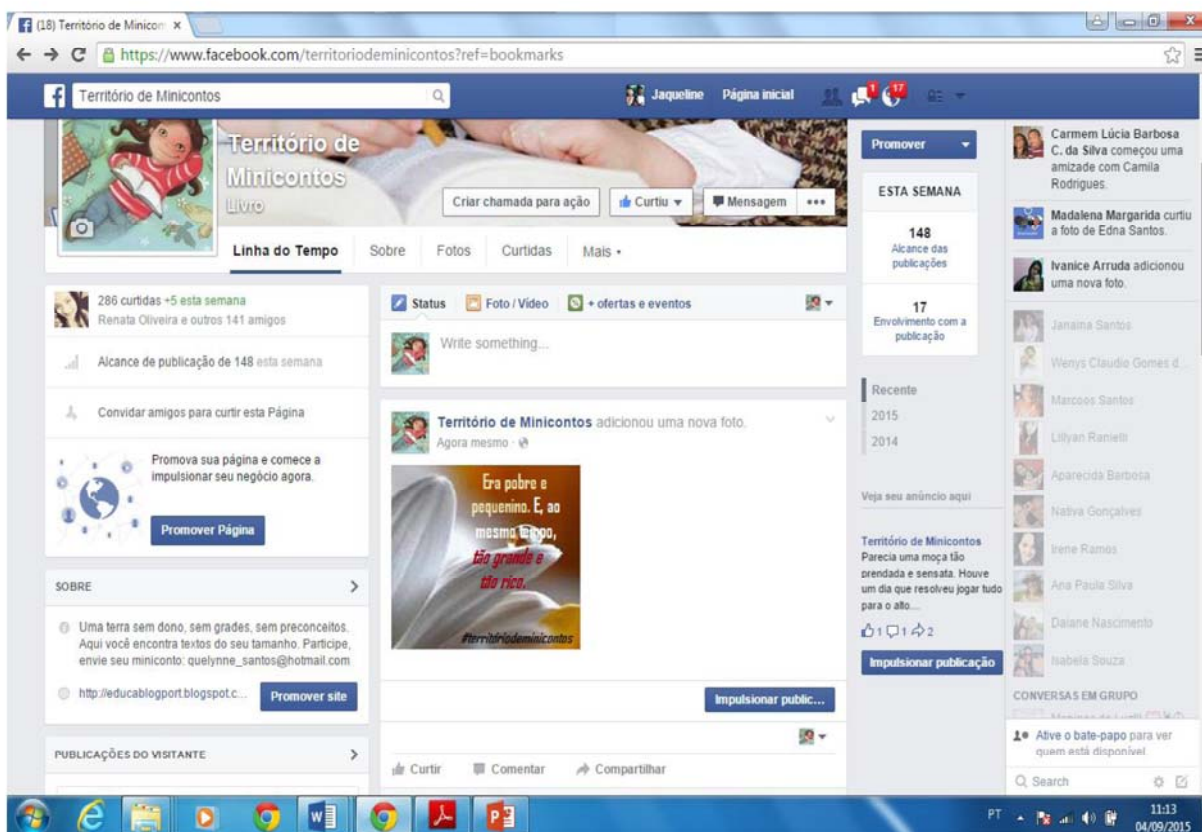 (18) Território de Minicon
https://www.facebook.com/territoriodeminicontos?ref=bookmarks
Território de Minicontos
Jaqueline
Página inicial
1
17
Território de
Minicontos
Livro
Criar chamada para ação
Curtiu
Mensagem
Linha do Tempo
Sobre
Fotos
Curtidas
Mais
286 curtidas +5 esta semana
Renata Oliveira e outros 141 amigos
Alcance de publicação de 148 esta semana
Convidar amigos para curtir esta Página
Promova sua página e comece a
impulsionar seu negócio agora.
Promover Página
SOBRE
Uma terra sem dono, sem grades, sem preconceitos.
Aqui você encontra textos do seu tamanho. Participe,
envie seu miniconto: quelynne_santos@hotmail.com
http://educablogport.blogspot.c...
Promover site
PUBLICAÇÕES DO VISITANTE
Status
Foto / Vídeo
+ ofertas e eventos
Write something...
Território de Minicontos adicionou uma nova foto.
Agora mesmo
Era pobre e
pequenino. E, ao
mesmo tempo,
tão grande e
tão rico.
#territóriodeminicontos
Impulsionar public...
Curtir
Comentar
Compartilhar
Promover
ESTA SEMANA
148
Alcance das
publicações
17
Envolvimento com a
publicação
Recente
2015
2014
Veja seu anúncio aqui
Território de Minicontos
Parecia uma moça tão
prendada e sensata. Houve
um dia que resolveu jogar tudo
para o alto....
1 1 2
Impulsionar publicação
Carmem Lúcia Barbosa
C. da Silva começou uma
amizade com Camila
Rodrigues.
Madalena Margarida curtiu
a foto de Edna Santos.
Ivanice Arruda adicionou
uma nova foto.
Janaina Santos
Wenys Claudio Gomes d...
Marcoos Santos
Lillyan Ranielli
Aparecida Barbosa
Nativa Gonçalves
Irene Ramos
Ana Paula Silva
Daiane Nascimento
Isabela Souza
CONVERSAS EM GRUPO
Ative o bate-papo para ver
quem está disponível
Search
PT
11:13
04/09/2015